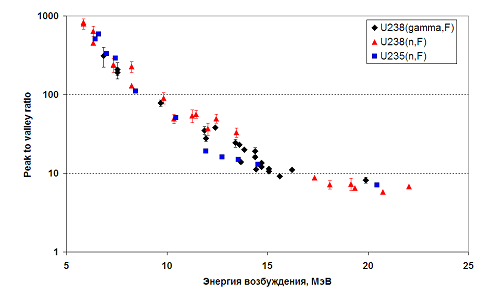 1000
100
10
1
Peak to valley ratio
U238(gamma,F)
U238(n,F)
U235(n,F)
5 10 15 20 25
Энергия возбуждения, МэВ